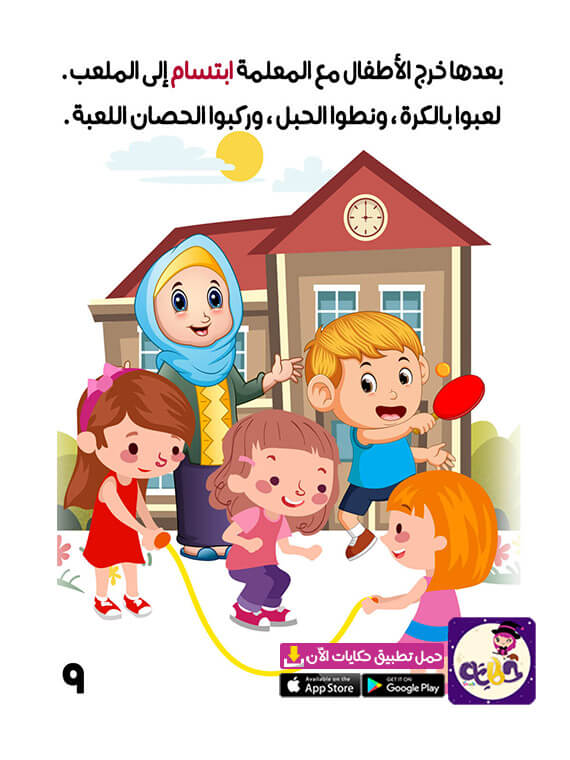 بعدها خرج الأطفال مع المعلمة ابتسام إلى الملعب .
لعبوا بالكرة ، ونطوا الحبل ، وركبوا الحصان اللعبة .
حمل تطبيق حكايات الآن
Available on the
App Store
GET IT ON
Google Play
٩